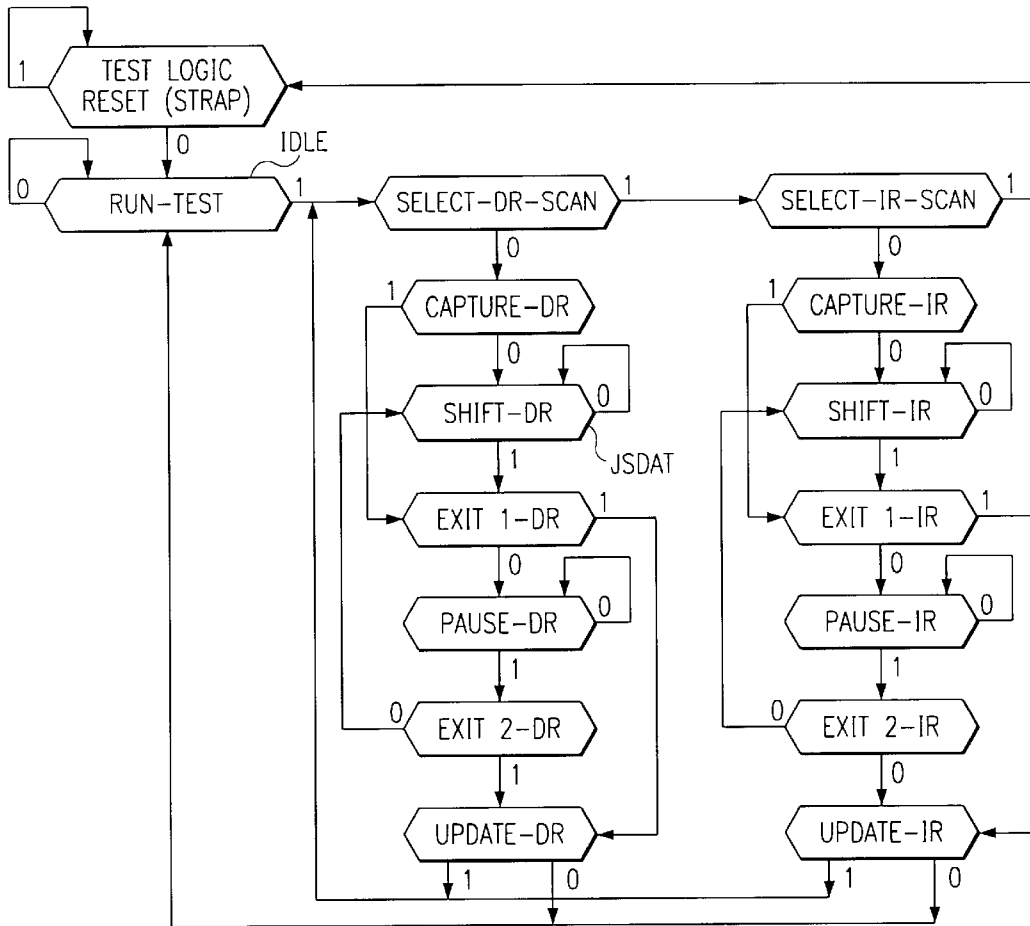 1
TEST LOGIC
RESET (STRAP)
0
IDLE
0
RUN-TEST
1
SELECT-DR-SCAN
1
SELECT-IR-SCAN
1
0
0
1
CAPTURE-DR
1
CAPTURE-IR
0
0
SHIFT-DR
0
SHIFT-IR
0
1
JSDAT
1
EXIT 1-DR
1
EXIT 1-IR
1
0
0
PAUSE-DR
0
PAUSE-IR
0
1
1
0
EXIT 2-DR
0
EXIT 2-IR
1
0
UPDATE-DR
UPDATE-IR
1
0
1
0